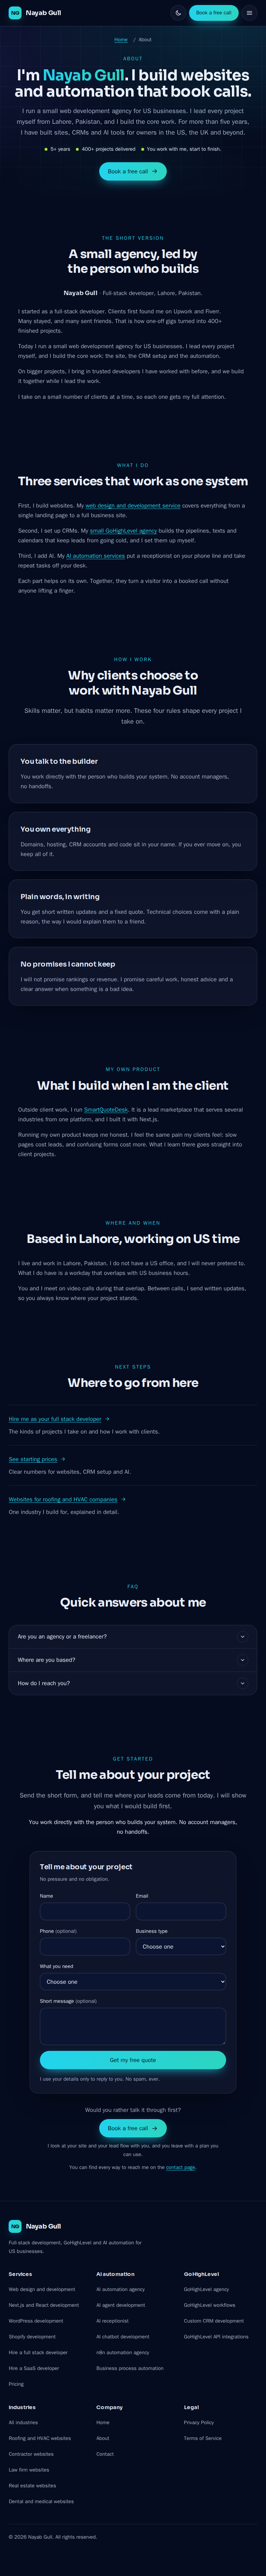 NG Nayab Gull
Book a free call
Home / About
ABOUT
I'm Nayab Gull. I build websites
and automation that book calls.
I run a small web development agency for US businesses. I lead every project
myself from Lahore, Pakistan, and I build the core work. For more than five years,
I have built sites, CRMs and AI tools for owners in the US, the UK and beyond.
5+ years
400+ projects delivered
You work with me, start to finish.
Book a free call →
THE SHORT VERSION
A small agency, led by
the person who builds
Nayab Gull · Full-stack developer, Lahore, Pakistan.
I started as a full-stack developer. Clients first found me on Upwork and Fiverr.
Many stayed, and many sent friends. That is how one-off gigs turned into 400+
finished projects.
Today I run a small web development agency for US businesses. I lead every project
myself, and I build the core work: the site, the CRM setup and the automation.
On bigger projects, I bring in trusted developers I have worked with before, and we build
it together while I lead the work.
I take on a small number of clients at a time, so each one gets my full attention.
WHAT I DO
Three services that work as one system
First, I build websites. My web design and development service covers everything from a
single landing page to a full business site.
Second, I set up CRMs. My small GoHighLevel agency builds the pipelines, texts and
calendars that keep leads from going cold, and I set them up myself.
Third, I add AI. My AI automation services put a receptionist on your phone line and take
repeat tasks off your desk.
Each part helps on its own. Together, they turn a visitor into a booked call without
anyone lifting a finger.
HOW I WORK
Why clients choose to
work with Nayab Gull
Skills matter, but habits matter more. These four rules shape every project I
take on.
You talk to the builder
You work directly with the person who builds your system. No account managers,
no handoffs.
You own everything
Domains, hosting, CRM accounts and code sit in your name. If you ever move on, you
keep all of it.
Plain words, in writing
You get short written updates and a fixed quote. Technical choices come with a plain
reason, the way I would explain them to a friend.
No promises I cannot keep
I will not promise rankings or revenue. I promise careful work, honest advice and a
clear answer when something is a bad idea.
MY OWN PRODUCT
What I build when I am the client
Outside client work, I run SmartQuoteDesk. It is a lead marketplace that serves several
industries from one platform, and I built it with Next.js.
Running my own product keeps me honest. I feel the same pain my clients feel: slow
pages cost leads, and confusing forms cost more. What I learn there goes straight into
client projects.
WHERE AND WHEN
Based in Lahore, working on US time
I live and work in Lahore, Pakistan. I do not have a US office, and I will never pretend to.
What I do have is a workday that overlaps with US business hours.
You and I meet on video calls during that overlap. Between calls, I send written updates,
so you always know where your project stands.
NEXT STEPS
Where to go from here
Hire me as your full stack developer →
The kinds of projects I take on and how I work with clients.
See starting prices →
Clear numbers for websites, CRM setup and AI.
Websites for roofing and HVAC companies →
One industry I build for, explained in detail.
FAQ
Quick answers about me
Are you an agency or a freelancer?
Where are you based?
How do I reach you?
GET STARTED
Tell me about your project
Send the short form, and tell me where your leads come from today. I will show
you what I would build first.
You work directly with the person who builds your system. No account managers,
no handoffs.
Tell me about your project
No pressure and no obligation.
Name
Email
Phone (optional)
Business type
Choose one
What you need
Choose one
Short message (optional)
Get my free quote
I use your details only to reply to you. No spam, ever.
Would you rather talk it through first?
Book a free call →
I look at your site and your lead flow with you, and you leave with a plan you
can use.
You can find every way to reach me on the contact page.
NG Nayab Gull
Full-stack development, GoHighLevel and AI automation for
US businesses.
Services
Web design and development
Next.js and React development
WordPress development
Shopify development
Hire a full stack developer
Hire a SaaS developer
Pricing
AI automation
AI automation agency
AI agent development
AI receptionist
AI chatbot development
n8n automation agency
Business process automation
GoHighLevel
GoHighLevel agency
GoHighLevel workflows
Custom CRM development
GoHighLevel API integrations
Industries
All industries
Roofing and HVAC websites
Contractor websites
Law firm websites
Real estate websites
Dental and medical websites
Company
Home
About
Contact
Legal
Privacy Policy
Terms of Service
© 2026 Nayab Gull. All rights reserved.